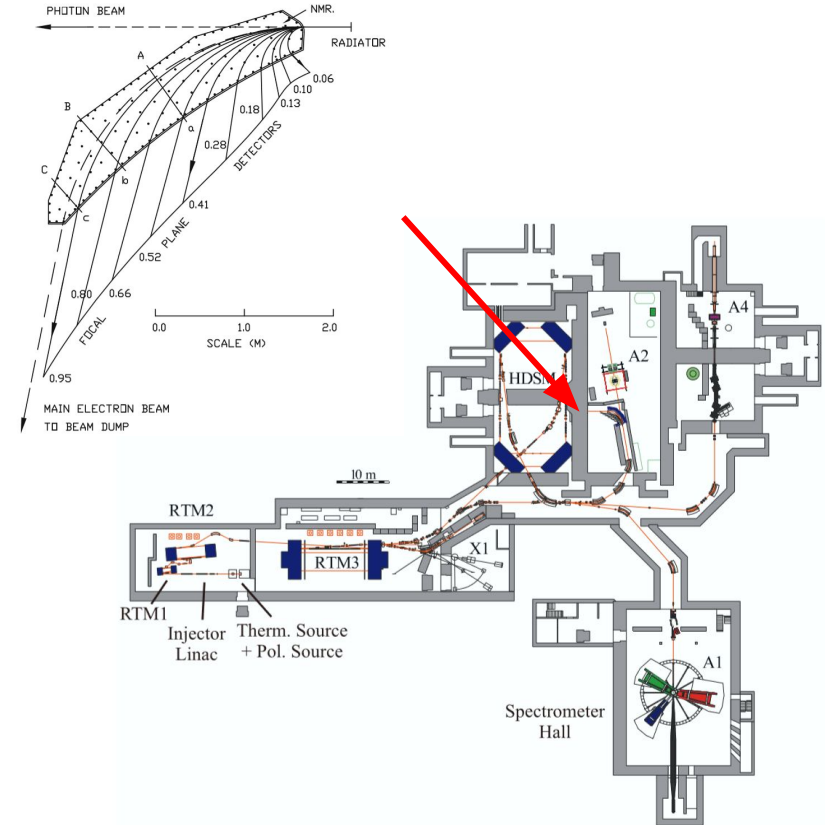 PHOTON BEAM
NMR.
RADIATOR
A
B
C
a
b
c
0.06
0.10
0.13
0.18
0.28
0.41
0.52
0.66
0.80
0.95
DETECTORS
PLANE
FOCAL
0.0 1.0 2.0
SCALE (M)
MAIN ELECTRON BEAM
TO BEAM DUMP
A4
A2
HDSM
10 m
RTM2
RTM3
X1
RTM1
Injector
Linac
Therm. Source
+ Pol. Source
A1
Spectrometer
Hall